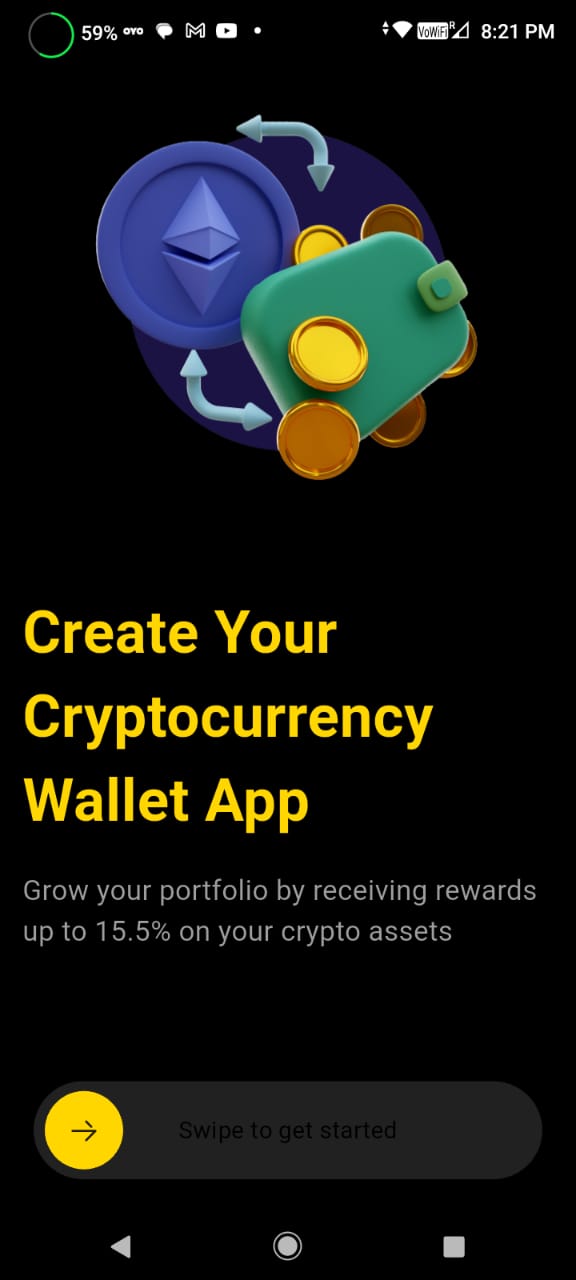 59% OYO VoWiFi R 8:21 PM
Create Your
Cryptocurrency
Wallet App
Grow your portfolio by receiving rewards
up to 15.5% on your crypto assets
Swipe to get started